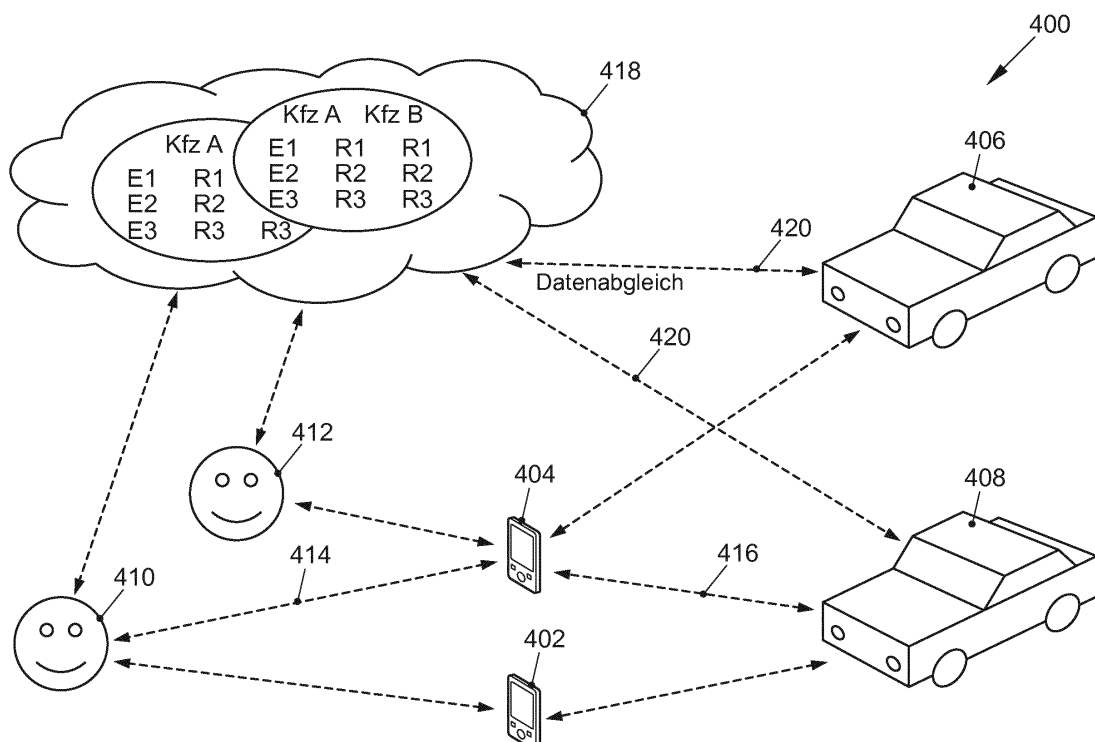 400
418
Kfz A Kfz B
E1 R1 R1
E2 R2 R2
E3 R3 R3
Kfz A
E1 R1
E2 R2
E3 R3 R3
406
420
Datenabgleich
420
412
404
408
414
416
410
402